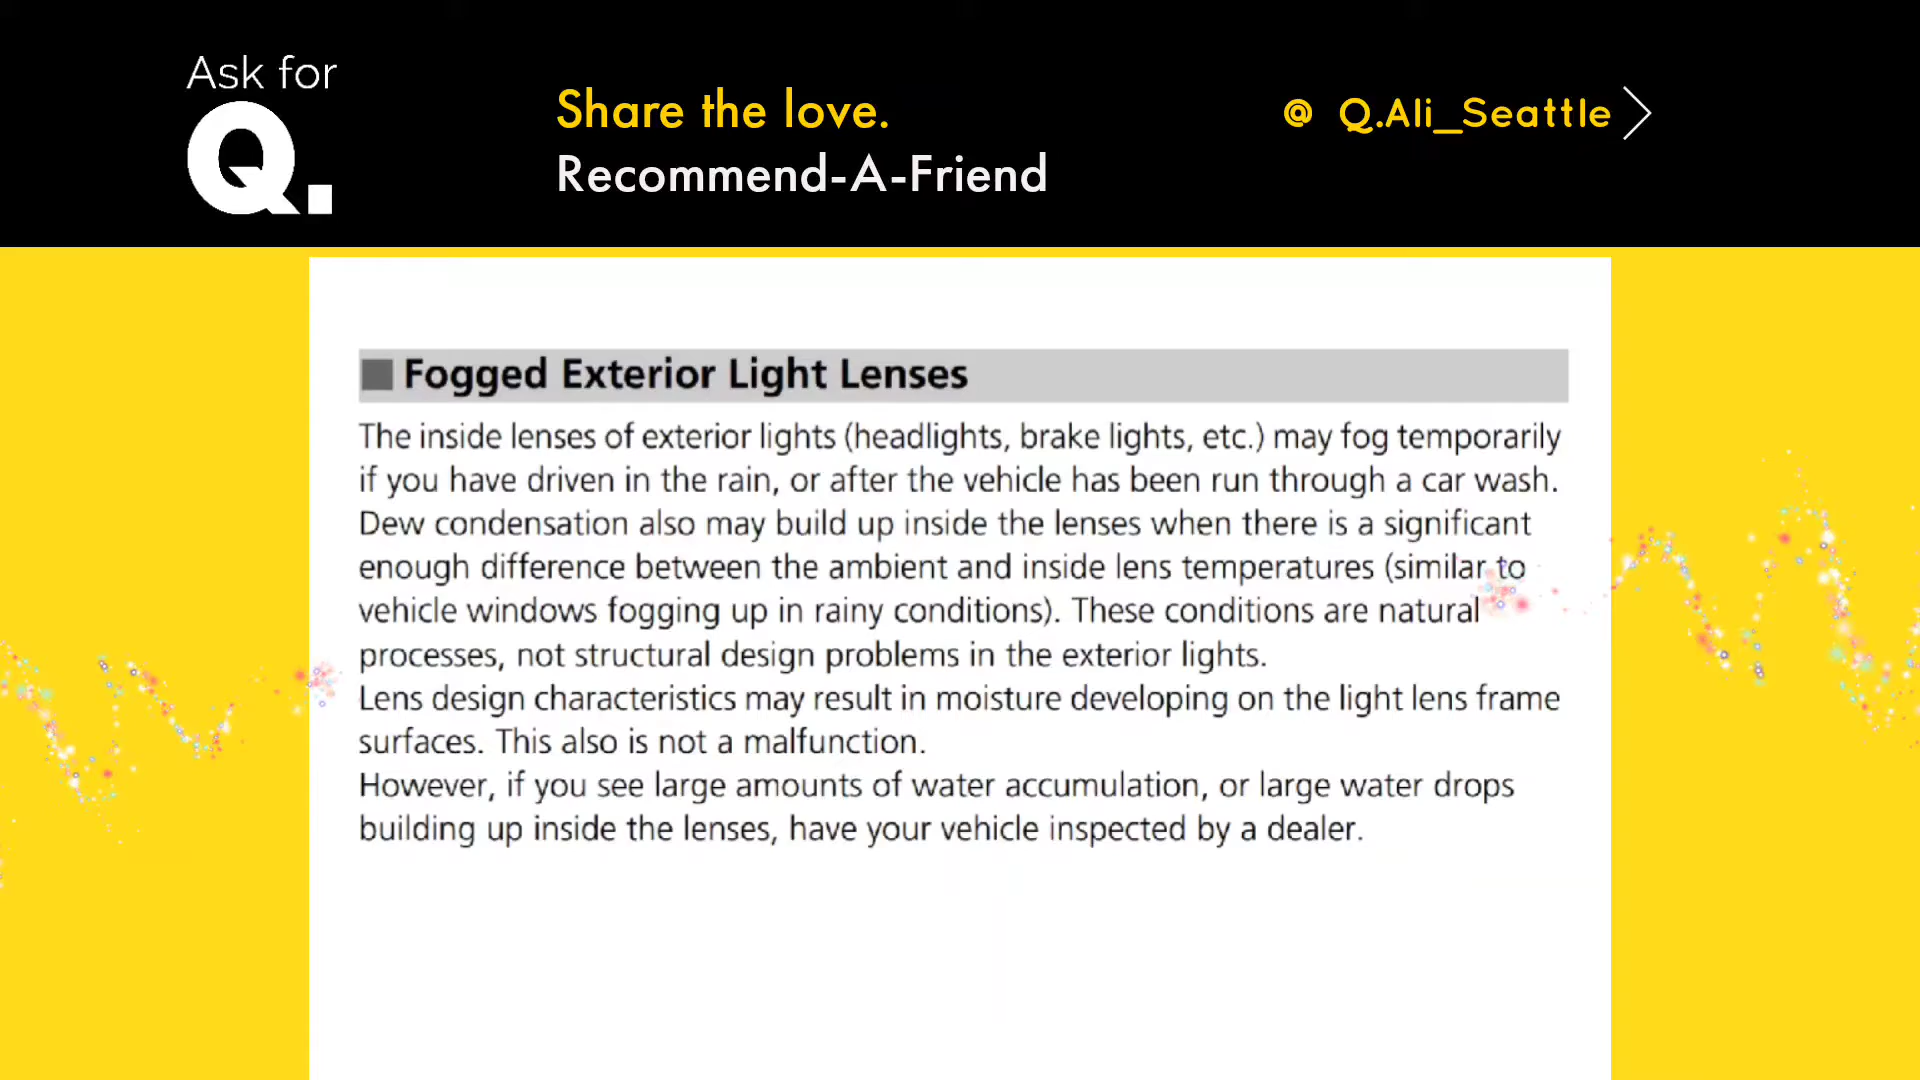 Ask for
Q.
Share the love.
Recommend-A-Friend
@ Q.Ali_Seattle
Fogged Exterior Light Lenses
The inside lenses of exterior lights (headlights, brake lights, etc.) may fog temporarily
if you have driven in the rain, or after the vehicle has been run through a car wash.
Dew condensation also may build up inside the lenses when there is a significant
enough difference between the ambient and inside lens temperatures (similar to
vehicle windows fogging up in rainy conditions). These conditions are natural
processes, not structural design problems in the exterior lights.
Lens design characteristics may result in moisture developing on the light lens frame
surfaces. This also is not a malfunction.
However, if you see large amounts of water accumulation, or large water drops
building up inside the lenses, have your vehicle inspected by a dealer.